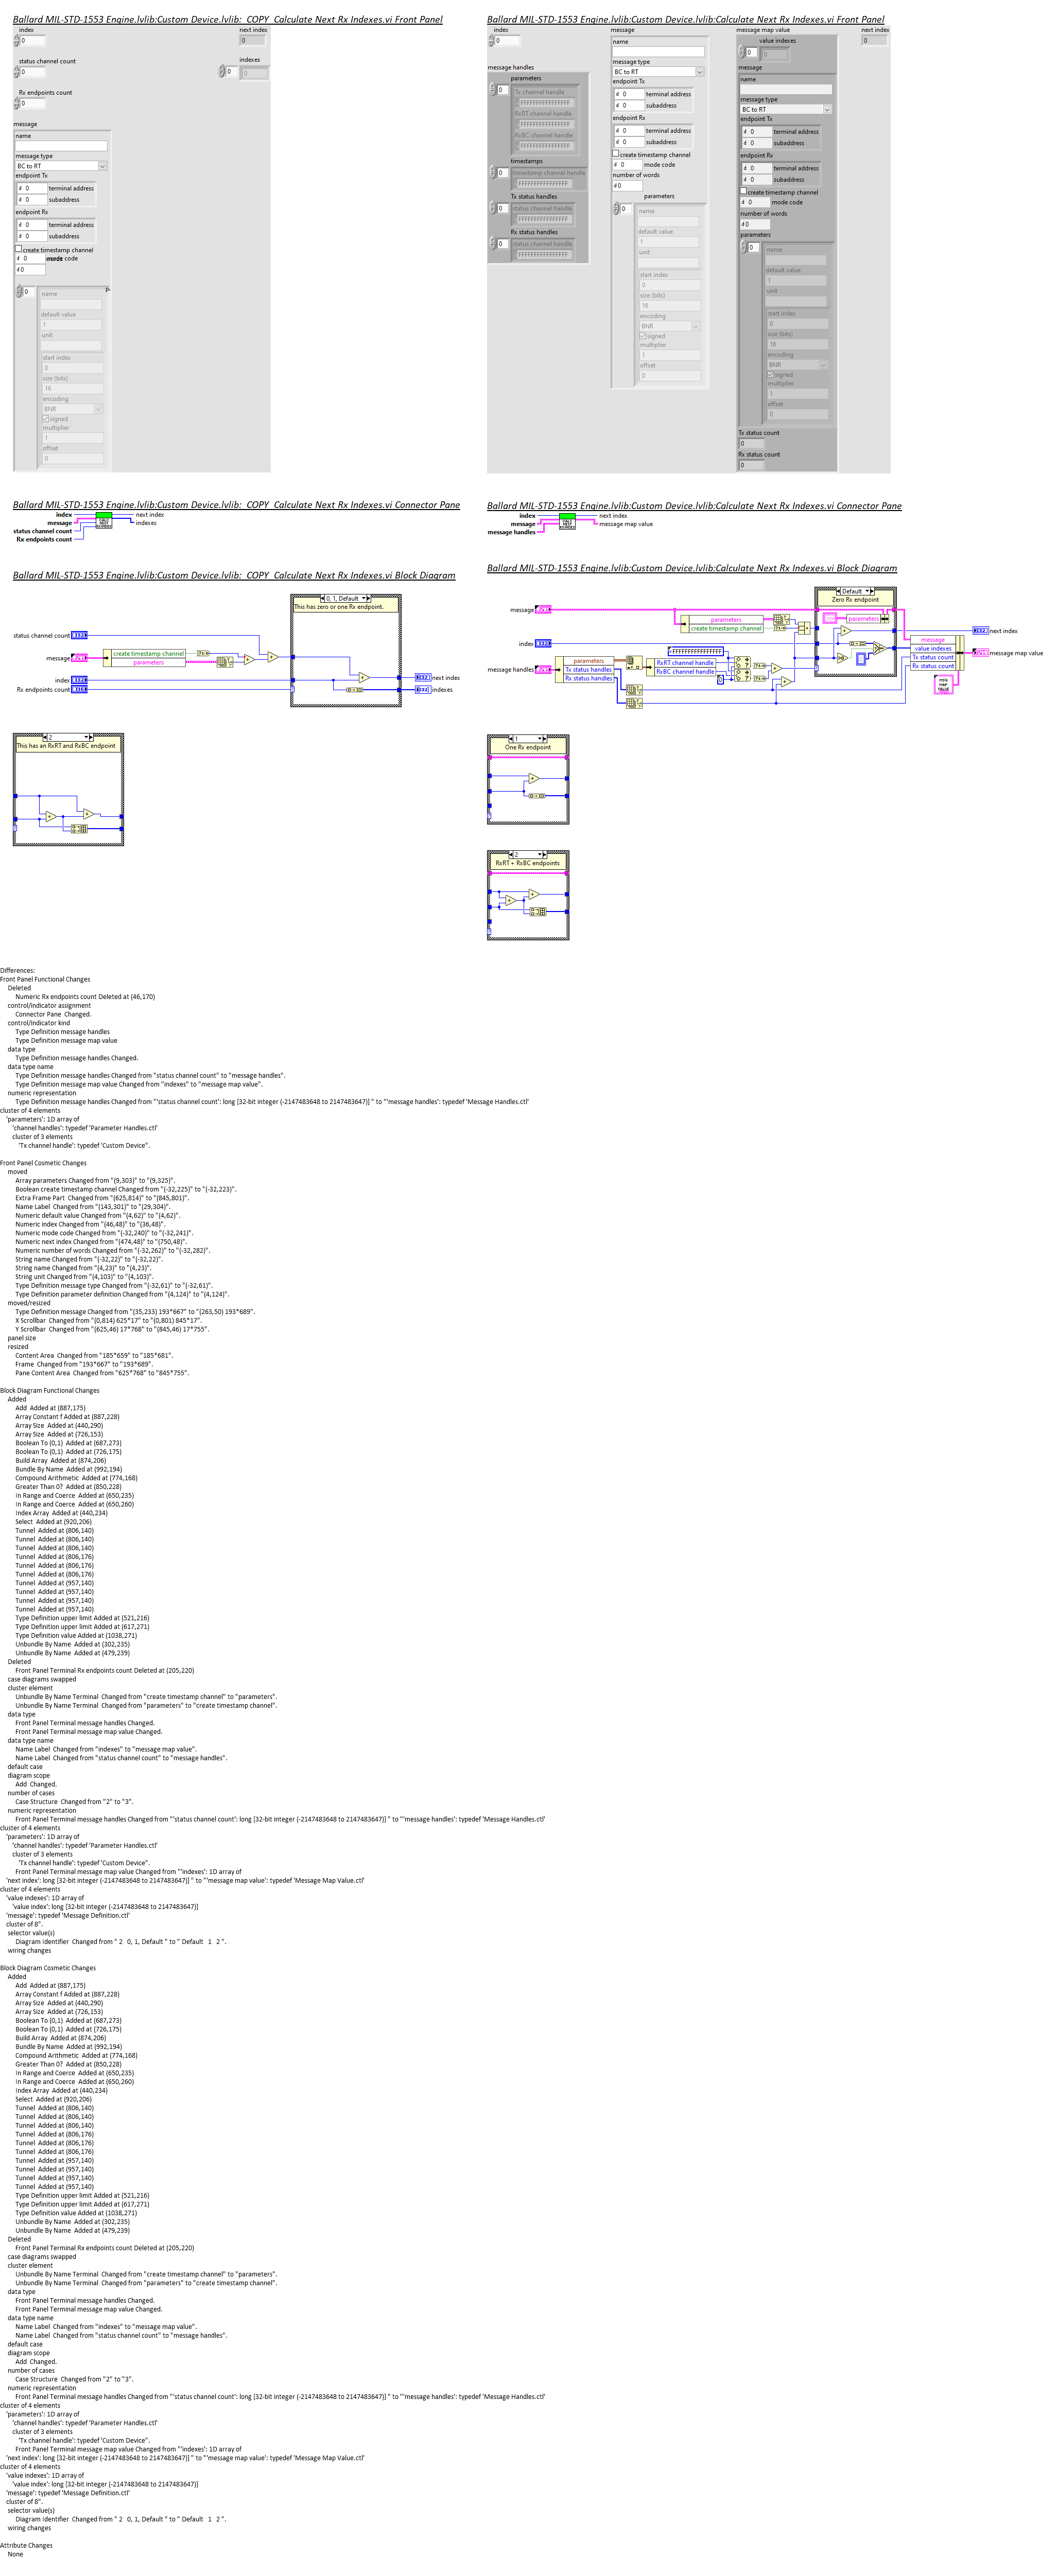 Ballard MIL-STD-1553 Engine.lvlib:Custom Device.lvlib:_COPY_Calculate Next Rx Indexes.vi Front Panel
index
0
next index
0
status channel count
0
indexes
0
0
Rx endpoints count
0
message
name
message type
BC to RT
endpoint Tx
0 terminal address
0 subaddress
endpoint Rx
0 terminal address
0 subaddress
create timestamp channel
0 mode code
0
0
name
default value
1
unit
start index
0
size (bits)
16
encoding
BNR
signed
multiplier
1
offset
0
Ballard MIL-STD-1553 Engine.lvlib:Custom Device.lvlib:Calculate Next Rx Indexes.vi Front Panel
index
0
message handles
parameters
0
Tx channel handle
FFFFFFFFFFFFFFFF
RxRT channel handle
FFFFFFFFFFFFFFFF
RxBC channel handle
FFFFFFFFFFFFFFFF
timestamps
0
timestamp channel handle
FFFFFFFFFFFFFFFF
Tx status handles
0
status channel handle
FFFFFFFFFFFFFFFF
Rx status handles
0
status channel handle
FFFFFFFFFFFFFFFF
message
name
message type
BC to RT
endpoint Tx
0 terminal address
0 subaddress
endpoint Rx
0 terminal address
0 subaddress
create timestamp channel
0 mode code
number of words
0
parameters
0
name
default value
1
unit
start index
0
size (bits)
16
encoding
BNR
signed
multiplier
1
offset
0
message map value
value indexes
0
0
message
name
message type
BC to RT
endpoint Tx
0 terminal address
0 subaddress
endpoint Rx
0 terminal address
0 subaddress
create timestamp channel
0 mode code
number of words
0
parameters
0
name
default value
1
unit
start index
0
size (bits)
16
encoding
BNR
signed
multiplier
1
offset
0
Tx status count
0
Rx status count
0
next index
0
Ballard MIL-STD-1553 Engine.lvlib:Custom Device.lvlib:_COPY_Calculate Next Rx Indexes.vi Connector Pane
index
message
status channel count
Rx endpoints count
next index
indexes
Ballard MIL-STD-1553 Engine.lvlib:Custom Device.lvlib:Calculate Next Rx Indexes.vi Connector Pane
index
message
message handles
next index
message map value
Ballard MIL-STD-1553 Engine.lvlib:Custom Device.lvlib:_COPY_Calculate Next Rx Indexes.vi Block Diagram
0, 1, Default
This has zero or one Rx endpoint.
status channel count
message
create timestamp channel
parameters
index
Rx endpoints count
next index
indexes
2
This has an RxRT and RxBC endpoint
Ballard MIL-STD-1553 Engine.lvlib:Custom Device.lvlib:Calculate Next Rx Indexes.vi Block Diagram
Default
Zero Rx endpoint
message
parameters
create timestamp channel
parameters
index
FFFFFFFFFFFFFFFF
message handles
parameters
Tx status handles
Rx status handles
RxRT channel handle
RxBC channel handle
0
message
value indexes
Tx status count
Rx status count
next index
message map value
MSG
MAP
VALUE
1
One Rx endpoint
2
RxRT + RxBC endpoints
Differences:
Front Panel Functional Changes
Deleted
Numeric Rx endpoints count Deleted at (46,170)
control/indicator assignment
Connector Pane  Changed.
control/indicator kind
Type Definition message handles
Type Definition message map value
data type
Type Definition message handles Changed.
data type name
Type Definition message handles Changed from "status channel count" to "message handles".
Type Definition message map value Changed from "indexes" to "message map value".
numeric representation
Type Definition message handles Changed from "'status channel count': long [32-bit integer (-2147483648 to 2147483647)] " to "'message handles': typedef 'Message Handles.ctl'
cluster of 4 elements
'parameters': 1D array of
'channel handles': typedef 'Parameter Handles.ctl'
cluster of 3 elements
'Tx channel handle': typedef 'Custom Device".

Front Panel Cosmetic Changes
moved
Array parameters Changed from "(9,303)" to "(9,325)".
Boolean create timestamp channel Changed from "(-32,225)" to "(-32,223)".
Extra Frame Part  Changed from "(625,814)" to "(845,801)".
Name Label  Changed from "(143,301)" to "(29,304)".
Numeric default value Changed from "(4,62)" to "(4,62)".
Numeric index Changed from "(46,48)" to "(36,48)".
Numeric mode code Changed from "(-32,240)" to "(-32,241)".
Numeric next index Changed from "(474,48)" to "(750,48)".
Numeric number of words Changed from "(-32,262)" to "(-32,282)".
String name Changed from "(-32,22)" to "(-32,22)".
String name Changed from "(4,23)" to "(4,23)".
String unit Changed from "(4,103)" to "(4,103)".
Type Definition message type Changed from "(-32,61)" to "(-32,61)".
Type Definition parameter definition Changed from "(4,124)" to "(4,124)".
moved/resized
Type Definition message Changed from "(35,233) 193*667" to "(263,50) 193*689".
X Scrollbar  Changed from "(0,814) 625*17" to "(0,801) 845*17".
Y Scrollbar  Changed from "(625,46) 17*768" to "(845,46) 17*755".
panel size
resized
Content Area  Changed from "185*659" to "185*681".
Frame  Changed from "193*667" to "193*689".
Pane Content Area  Changed from "625*768" to "845*755".

Block Diagram Functional Changes
Added
Add  Added at (887,175)
Array Constant f Added at (887,228)
Array Size  Added at (440,290)
Array Size  Added at (726,153)
Boolean To (0,1)  Added at (687,273)
Boolean To (0,1)  Added at (726,175)
Build Array  Added at (874,206)
Bundle By Name  Added at (992,194)
Compound Arithmetic  Added at (774,168)
Greater Than 0?  Added at (850,228)
In Range and Coerce  Added at (650,235)
In Range and Coerce  Added at (650,260)
Index Array  Added at (440,234)
Select  Added at (920,206)
Tunnel  Added at (806,140)
Tunnel  Added at (806,140)
Tunnel  Added at (806,140)
Tunnel  Added at (806,176)
Tunnel  Added at (806,176)
Tunnel  Added at (806,176)
Tunnel  Added at (957,140)
Tunnel  Added at (957,140)
Tunnel  Added at (957,140)
Tunnel  Added at (957,140)
Type Definition upper limit Added at (521,216)
Type Definition upper limit Added at (617,271)
Type Definition value Added at (1038,271)
Unbundle By Name  Added at (302,235)
Unbundle By Name  Added at (479,239)
Deleted
Front Panel Terminal Rx endpoints count Deleted at (205,220)
case diagrams swapped
cluster element
Unbundle By Name Terminal  Changed from "create timestamp channel" to "parameters".
Unbundle By Name Terminal  Changed from "parameters" to "create timestamp channel".
data type
Front Panel Terminal message handles Changed.
Front Panel Terminal message map value Changed.
data type name
Name Label  Changed from "indexes" to "message map value".
Name Label  Changed from "status channel count" to "message handles".
default case
diagram scope
Add  Changed.
number of cases
Case Structure  Changed from "2" to "3".
numeric representation
Front Panel Terminal message handles Changed from "'status channel count': long [32-bit integer (-2147483648 to 2147483647)] " to "'message handles': typedef 'Message Handles.ctl'
cluster of 4 elements
'parameters': 1D array of
'channel handles': typedef 'Parameter Handles.ctl'
cluster of 3 elements
'Tx channel handle': typedef 'Custom Device".
Front Panel Terminal message map value Changed from "'indexes': 1D array of
'next index': long [32-bit integer (-2147483648 to 2147483647)] " to "'message map value': typedef 'Message Map Value.ctl'
cluster of 4 elements
'value indexes': 1D array of
'value index': long [32-bit integer (-2147483648 to 2147483647)]
'message': typedef 'Message Definition.ctl'
cluster of 8".
selector value(s)
Diagram Identifier  Changed from " 2   0, 1, Default " to " Default   1   2 ".
wiring changes

Block Diagram Cosmetic Changes
Added
Add  Added at (887,175)
Array Constant f Added at (887,228)
Array Size  Added at (440,290)
Array Size  Added at (726,153)
Boolean To (0,1)  Added at (687,273)
Boolean To (0,1)  Added at (726,175)
Build Array  Added at (874,206)
Bundle By Name  Added at (992,194)
Compound Arithmetic  Added at (774,168)
Greater Than 0?  Added at (850,228)
In Range and Coerce  Added at (650,235)
In Range and Coerce  Added at (650,260)
Index Array  Added at (440,234)
Select  Added at (920,206)
Tunnel  Added at (806,140)
Tunnel  Added at (806,140)
Tunnel  Added at (806,140)
Tunnel  Added at (806,176)
Tunnel  Added at (806,176)
Tunnel  Added at (806,176)
Tunnel  Added at (957,140)
Tunnel  Added at (957,140)
Tunnel  Added at (957,140)
Tunnel  Added at (957,140)
Type Definition upper limit Added at (521,216)
Type Definition upper limit Added at (617,271)
Type Definition value Added at (1038,271)
Unbundle By Name  Added at (302,235)
Unbundle By Name  Added at (479,239)
Deleted
Front Panel Terminal Rx endpoints count Deleted at (205,220)
case diagrams swapped
cluster element
Unbundle By Name Terminal  Changed from "create timestamp channel" to "parameters".
Unbundle By Name Terminal  Changed from "parameters" to "create timestamp channel".
data type
Front Panel Terminal message handles Changed.
Front Panel Terminal message map value Changed.
data type name
Name Label  Changed from "indexes" to "message map value".
Name Label  Changed from "status channel count" to "message handles".
default case
diagram scope
Add  Changed.
number of cases
Case Structure  Changed from "2" to "3".
numeric representation
Front Panel Terminal message handles Changed from "'status channel count': long [32-bit integer (-2147483648 to 2147483647)] " to "'message handles': typedef 'Message Handles.ctl'
cluster of 4 elements
'parameters': 1D array of
'channel handles': typedef 'Parameter Handles.ctl'
cluster of 3 elements
'Tx channel handle': typedef 'Custom Device".
Front Panel Terminal message map value Changed from "'indexes': 1D array of
'next index': long [32-bit integer (-2147483648 to 2147483647)] " to "'message map value': typedef 'Message Map Value.ctl'
cluster of 4 elements
'value indexes': 1D array of
'value index': long [32-bit integer (-2147483648 to 2147483647)]
'message': typedef 'Message Definition.ctl'
cluster of 8".
selector value(s)
Diagram Identifier  Changed from " 2   0, 1, Default " to " Default   1   2 ".
wiring changes

Attribute Changes
None